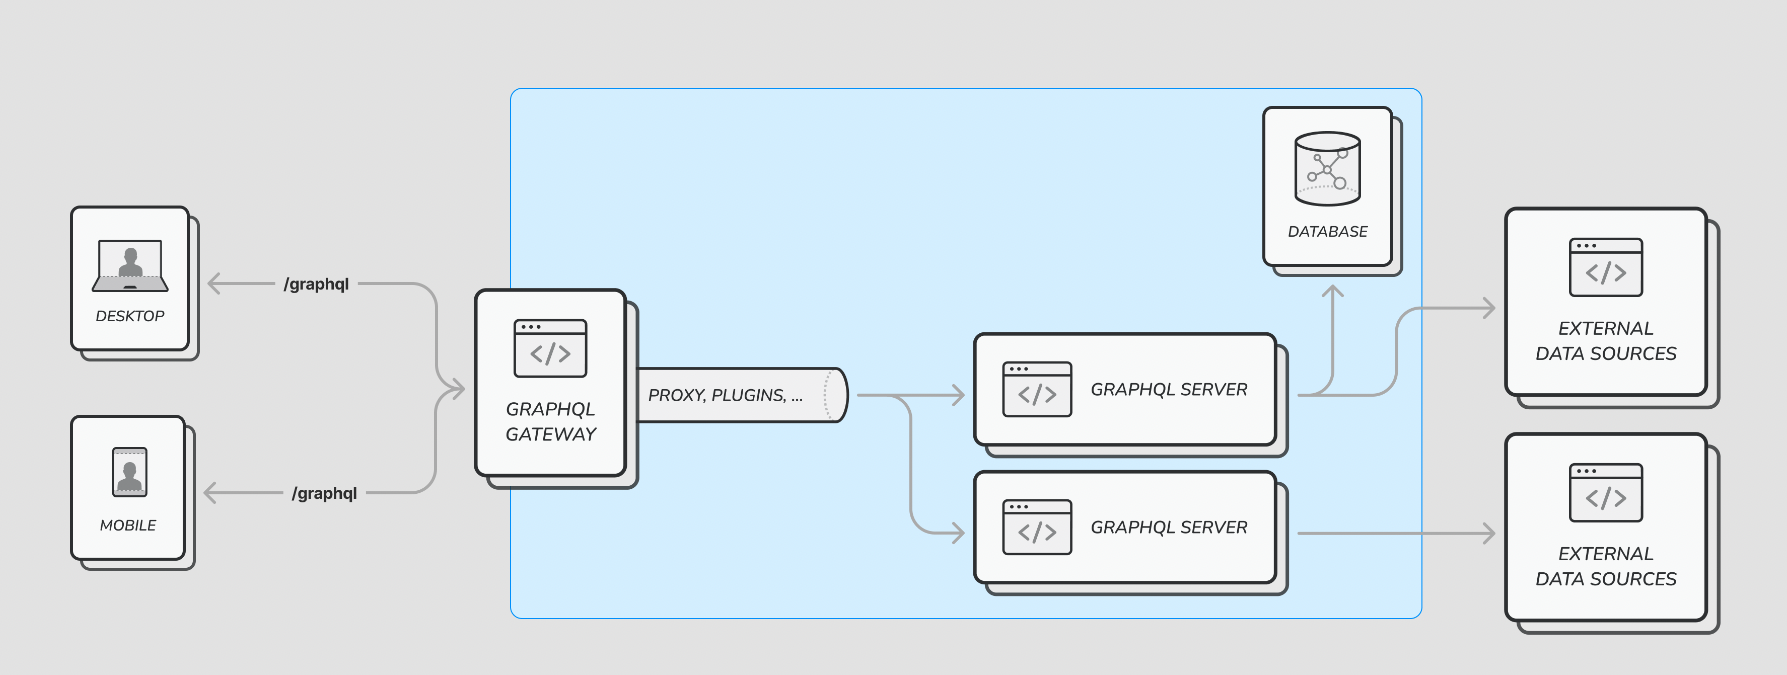 DESKTOP
/graphql
MOBILE
/graphql
GRAPHQL
GATEWAY
PROXY, PLUGINS, ...
GRAPHQL SERVER
GRAPHQL SERVER
DATABASE
EXTERNAL
DATA SOURCES
EXTERNAL
DATA SOURCES